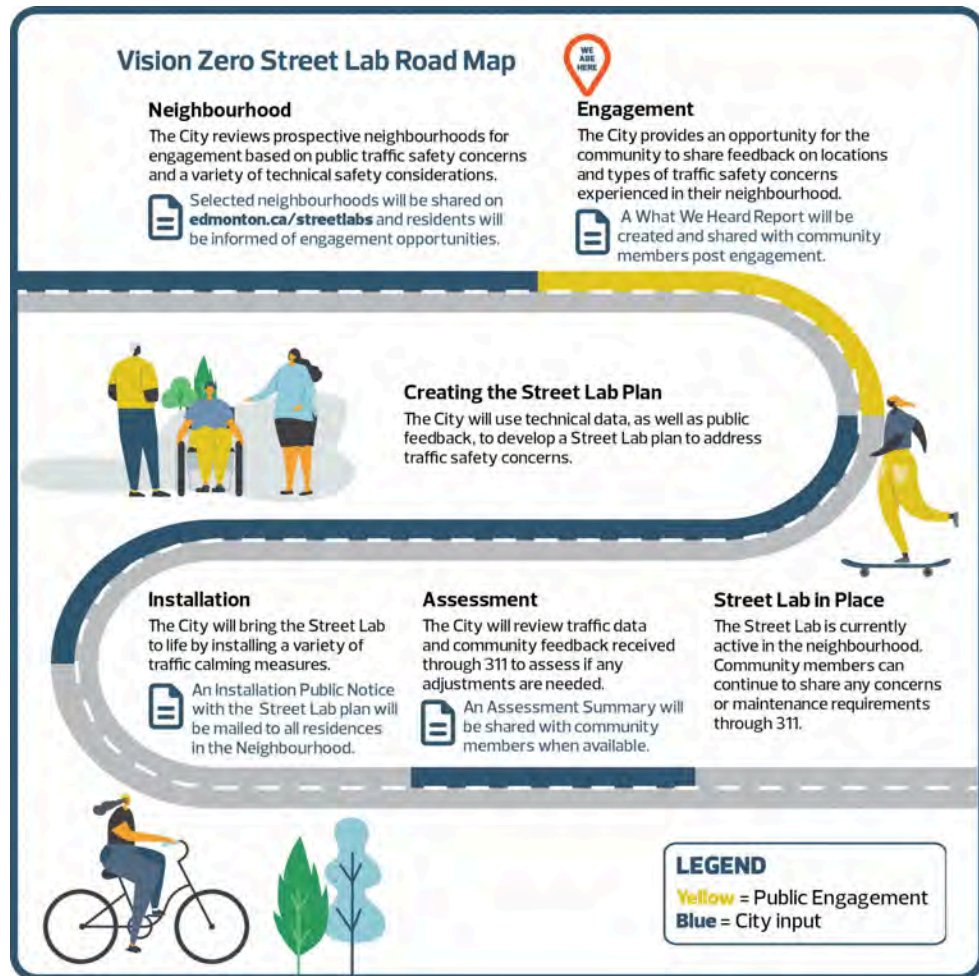 Vision Zero Street Lab Road Map
WE
ARE
HERE
Neighbourhood
The City reviews prospective neighbourhoods for
engagement based on public traffic safety concerns
and a variety of technical safety considerations.
Selected neighbourhoods will be shared on
edmonton.ca/streetlabs and residents will
be informed of engagement opportunities.
Engagement
The City provides an opportunity for the
community to share feedback on locations
and types of traffic safety concerns
experienced in their neighbourhood.
A What We Heard Report will be
created and shared with community
members post engagement.
Creating the Street Lab Plan
The City will use technical data, as well as public
feedback, to develop a Street Lab plan to address
traffic safety concerns.
Installation
The City will bring the Street Lab
to life by installing a variety of
traffic calming measures.
An Installation Public Notice
with the Street Lab plan will
be mailed to all residences
in the Neighbourhood.
Assessment
The City will review traffic data
and community feedback received
through 311 to assess if any
adjustments are needed.
An Assessment Summary will
be shared with community
members when available.
Street Lab in Place
The Street Lab is currently
active in the neighbourhood.
Community members can
continue to share any concerns
or maintenance requirements
through 311.
LEGEND
Yellow = Public Engagement
Blue = City input